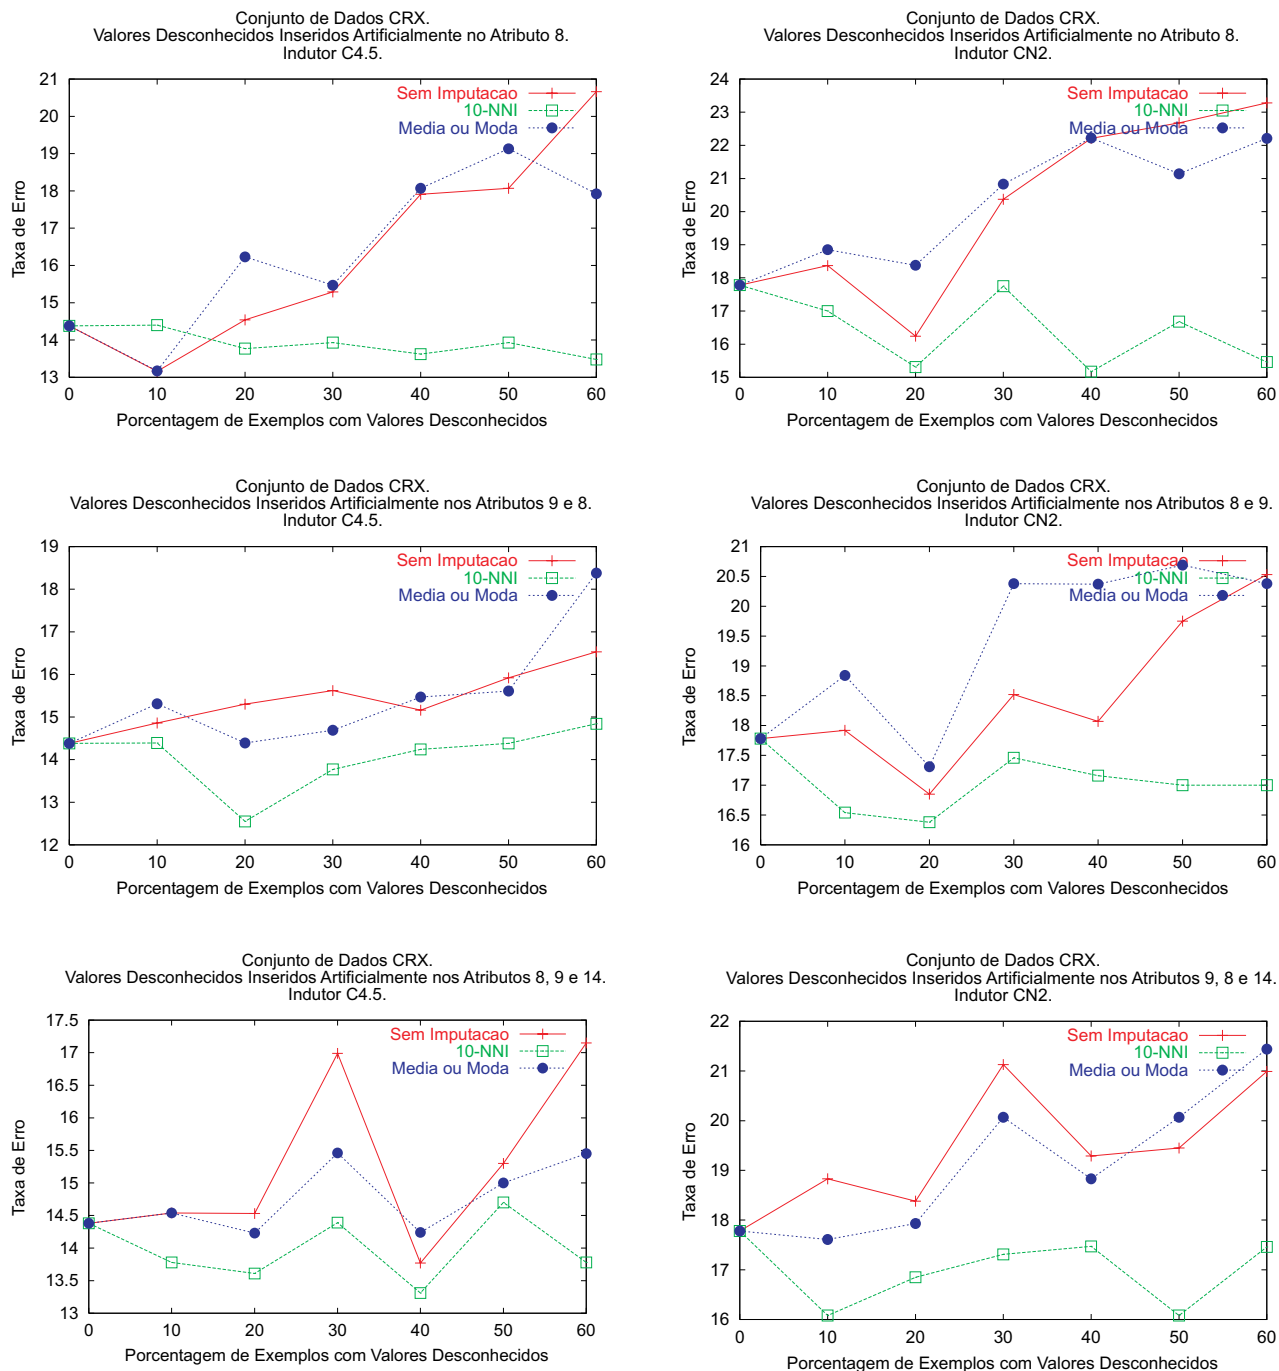 Conjunto de Dados CRX.
Valores Desconhecidos Inseridos Artificialmente no Atributo 8.
Indutor C4.5.
21
20
19
18
17
16
15
14
13
Taxa de Erro
Sem Imputacao
10-NNI
Media ou Moda
0 10 20 30 40 50 60
Porcentagem de Exemplos com Valores Desconhecidos
Conjunto de Dados CRX.
Valores Desconhecidos Inseridos Artificialmente no Atributo 8.
Indutor CN2.
24
23
22
21
20
19
18
17
16
15
Taxa de Erro
Sem Imputacao
10-NNI
Media ou Moda
0 10 20 30 40 50 60
Porcentagem de Exemplos com Valores Desconhecidos
Conjunto de Dados CRX.
Valores Desconhecidos Inseridos Artificialmente nos Atributos 9 e 8.
Indutor C4.5.
19
18
17
16
15
14
13
12
Taxa de Erro
Sem Imputacao
10-NNI
Media ou Moda
0 10 20 30 40 50 60
Porcentagem de Exemplos com Valores Desconhecidos
Conjunto de Dados CRX.
Valores Desconhecidos Inseridos Artificialmente nos Atributos 8 e 9.
Indutor CN2.
21
20.5
20
19.5
19
18.5
18
17.5
17
16.5
16
Taxa de Erro
Sem Imputacao
10-NNI
Media ou Moda
0 10 20 30 40 50 60
Porcentagem de Exemplos com Valores Desconhecidos
Conjunto de Dados CRX.
Valores Desconhecidos Inseridos Artificialmente nos Atributos 8, 9 e 14.
Indutor C4.5.
17.5
17
16.5
16
15.5
15
14.5
14
13.5
13
Taxa de Erro
Sem Imputacao
10-NNI
Media ou Moda
0 10 20 30 40 50 60
Porcentagem de Exemplos com Valores Desconhecidos
Conjunto de Dados CRX.
Valores Desconhecidos Inseridos Artificialmente nos Atributos 9, 8 e 14.
Indutor CN2.
22
21
20
19
18
17
16
Taxa de Erro
Sem Imputacao
10-NNI
Media ou Moda
0 10 20 30 40 50 60
Porcentagem de Exemplos com Valores Desconhecidos